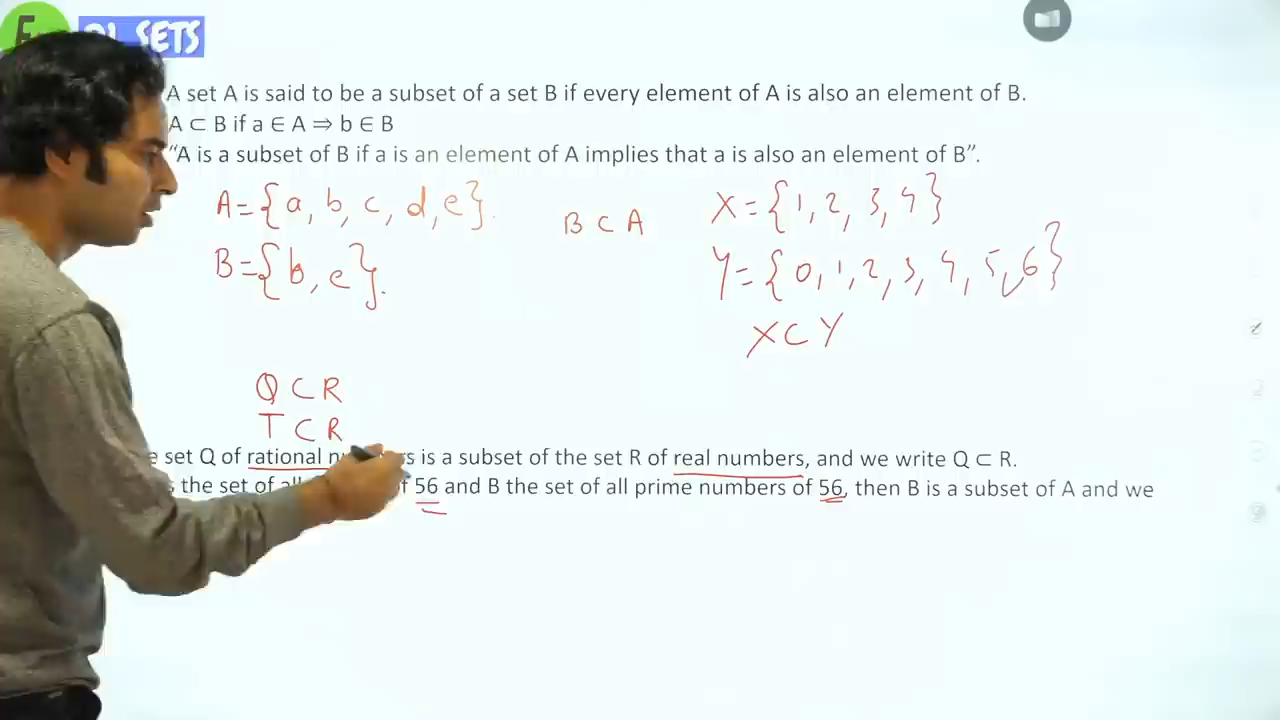 SETS
A set A is said to be a subset of a set B if every element of A is also an element of B.
A ⊂ B if a ∈ A ⇒ b ∈ B
“A is a subset of B if a is an element of A implies that a is also an element of B”.
A={a, b, c, d, e}.
B={b, e}.
B ⊂ A
X={1, 2, 3, 4}
Y={0, 1, 2, 3, 4, 5, 6}
X⊂Y
Q ⊂ R
T ⊂ R
set Q of rational is a subset of the set R of real numbers, and we write Q ⊂ R.
the set of 56 and B the set of all prime numbers of 56, then B is a subset of A and we